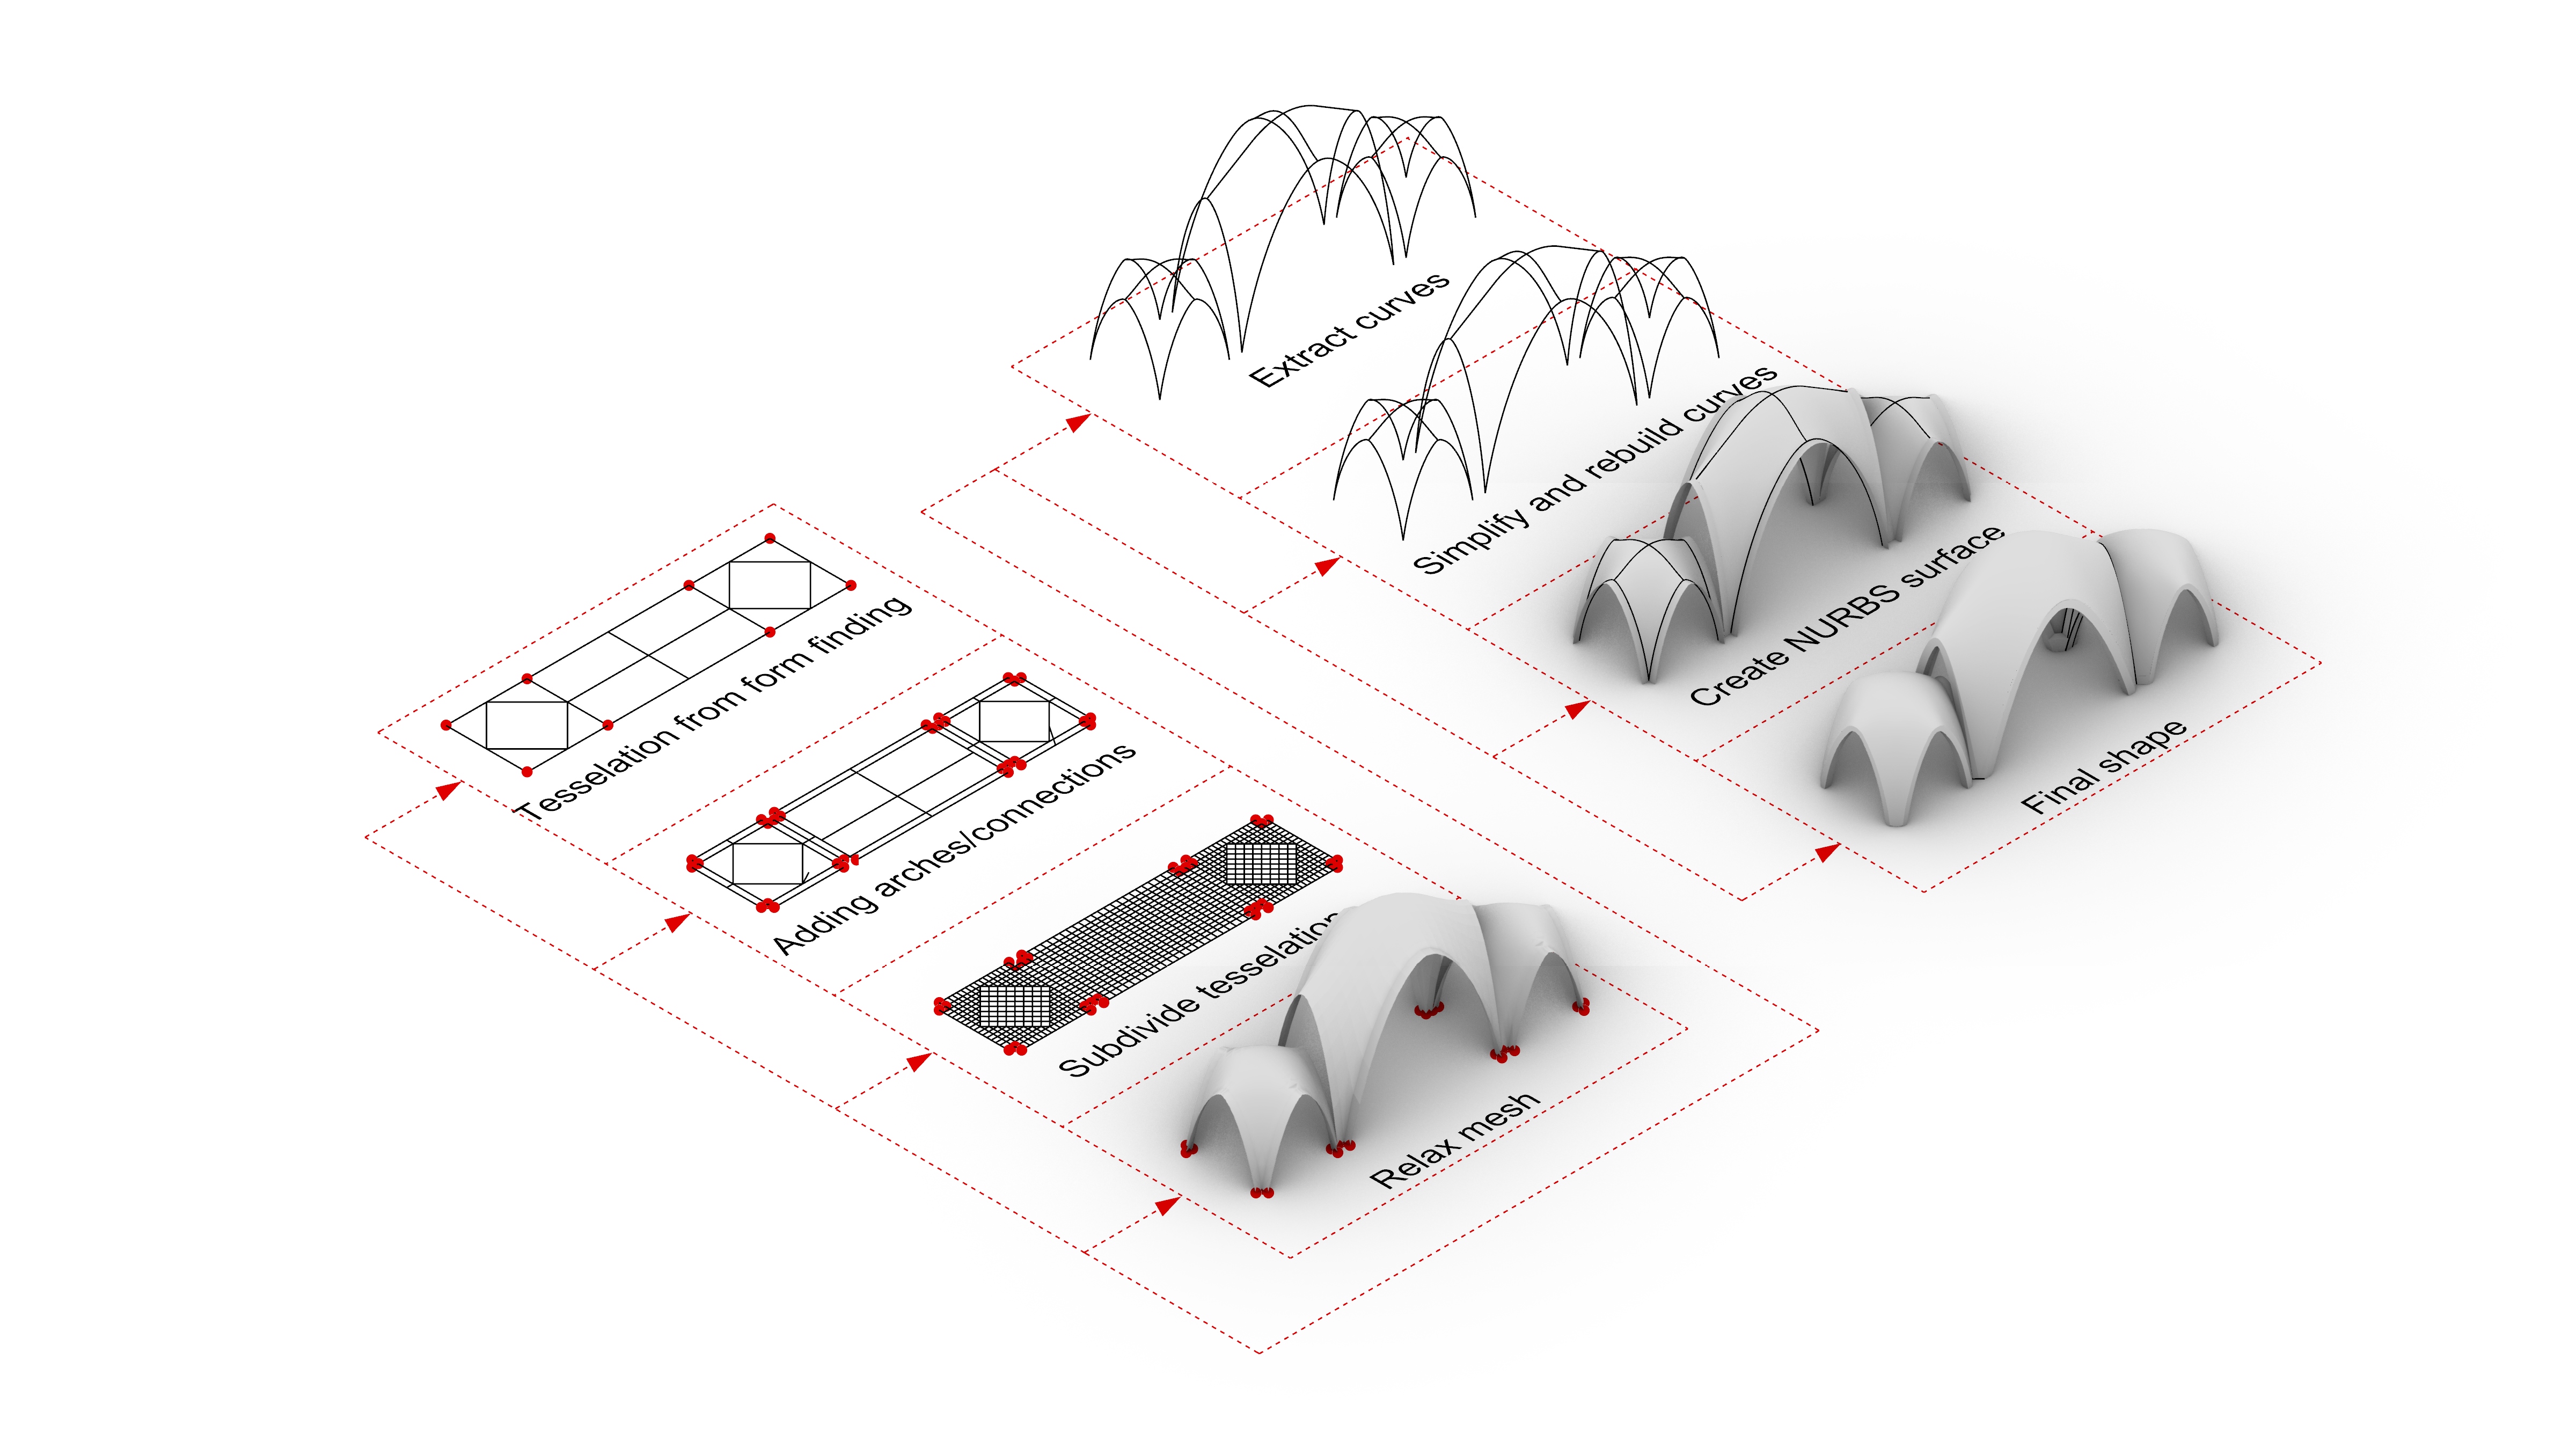 Tesselation from form finding
Adding arches/connections
Subdivide tesselation
Relax mesh
Extract curves
Simplify and rebuild curves
Create NURBS surface
Final shape